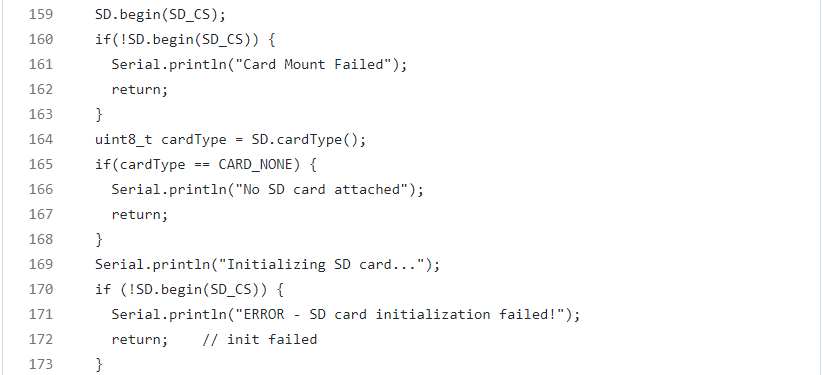 159 SD.begin(SD_CS);
160 if(!SD.begin(SD_CS)) {
161 Serial.println("Card Mount Failed");
162 return;
163 }
164 uint8_t cardType = SD.cardType();
165 if(cardType == CARD_NONE) {
166 Serial.println("No SD card attached");
167 return;
168 }
169 Serial.println("Initializing SD card...");
170 if (!SD.begin(SD_CS)) {
171 Serial.println("ERROR - SD card initialization failed!");
172 return;    // init failed
173 }